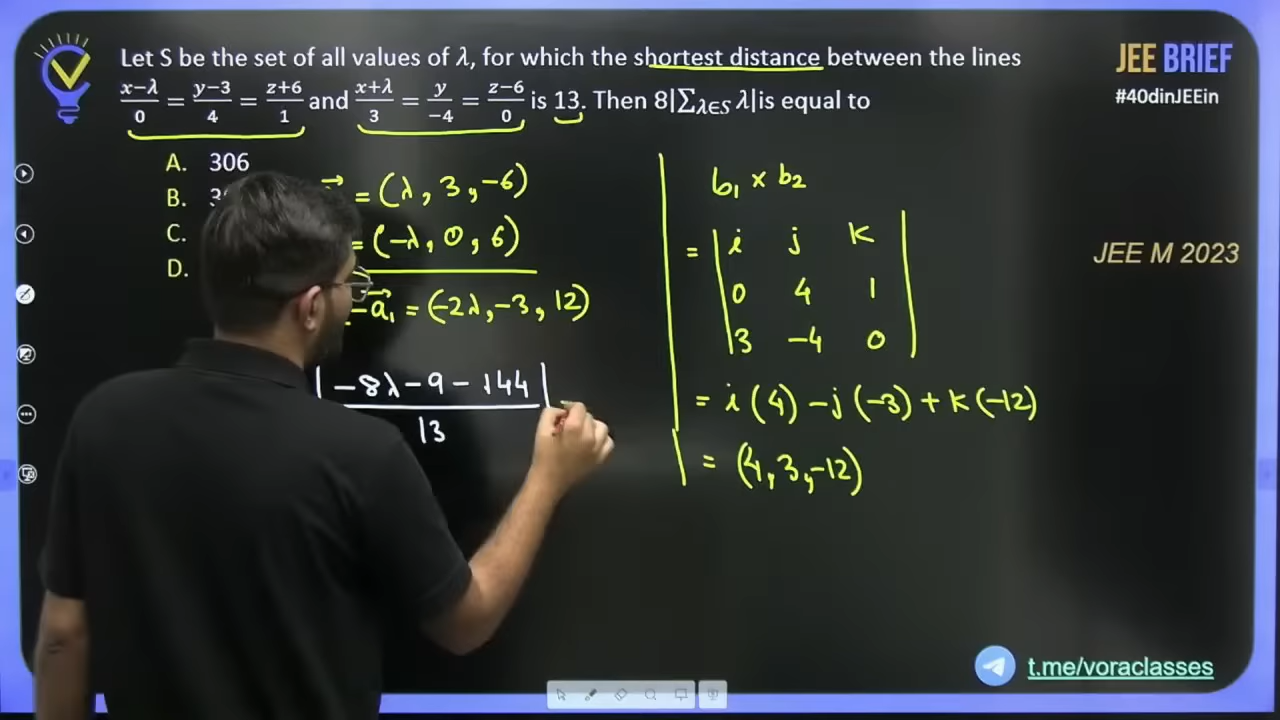 Let S be the set of all values of λ, for which the shortest distance between the lines
x−λ/0 = y−3/4 = z+6/1 and x+λ/3 = y/−4 = z−6/0 is 13. Then 8|∑λ∈S λ| is equal to
A. 306
B.
C.
D.
= (λ, 3, −6)
= (−λ, 0, 6)
−a₁ = (−2λ, −3, 12)
| −8λ − 9 − 144 |
13
b₁ × b₂
= | i j k |
0 4 1
3 −4 0
= i(4) − j(−3) + k(−12)
= (4, 3, −12)
JEE BRIEF
#40dinJEEin
JEE M 2023
t.me/voraclasses